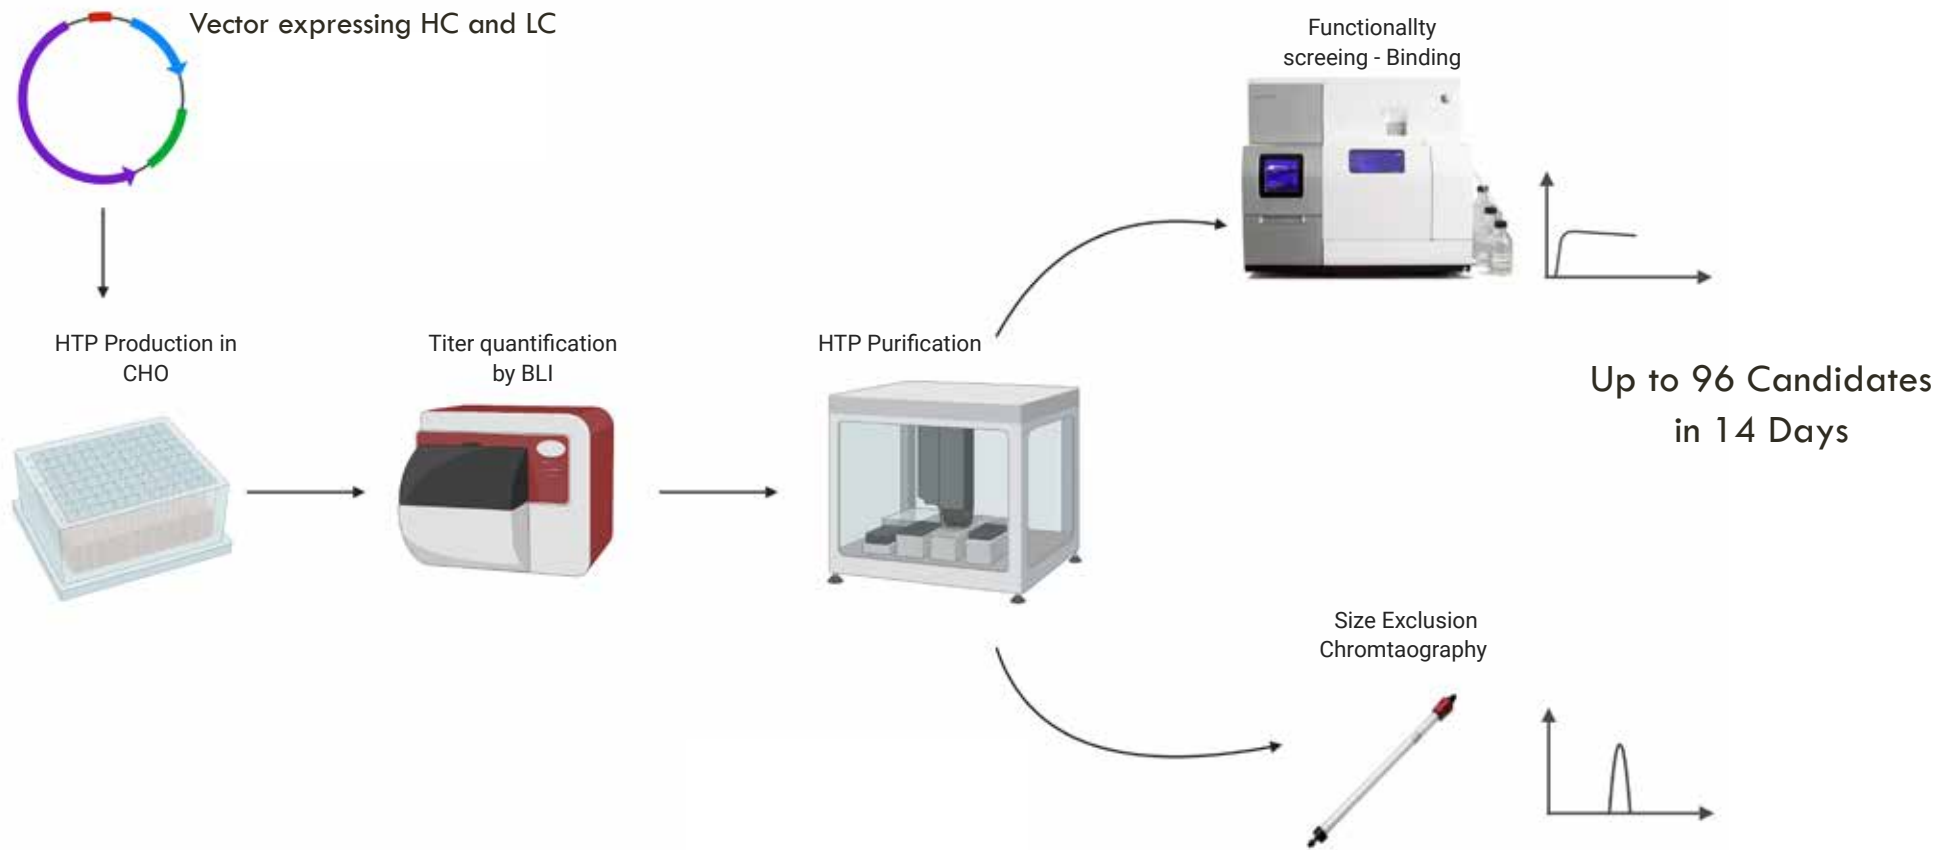 Vector expressing HC and LC
Functionallty
screeing - Binding
HTP Production in
CHO
Titer quantification
by BLI
HTP Purification
Up to 96 Candidates
in 14 Days
Size Exclusion
Chromtaography